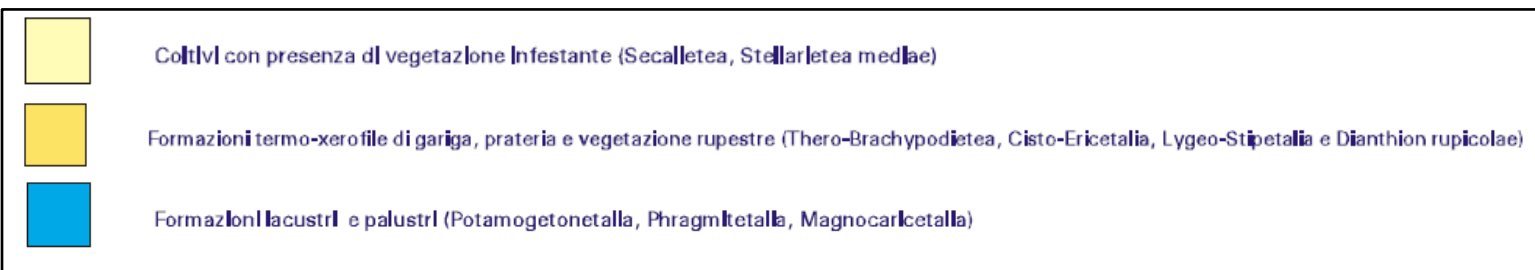 Coltivi con presenza di vegetazione infestante (Secalietea, Stellarietea mediae)
Formazioni termo-xerofile di gariga, prateria e vegetazione rupestre (Thero-Brachypodietea, Cisto-Ericetalia, Lygeo-Stipetalia e Dianthion rupicolae)
Formazioni lacustri e palustri (Potamogetonetalia, Phragmitetalia, Magnocaricetalia)